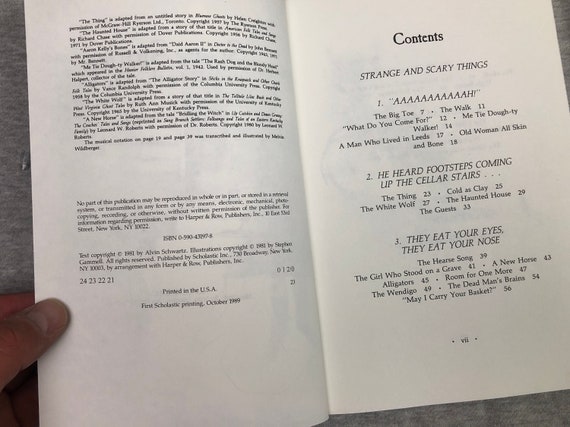 "The Thing" is adapted from an untitled story in Bluenose Ghosts by Helen Creighton with
permission of McGraw-Hill Ryerson Ltd., Toronto. Copyright 1957 by The Ryerson Press.
"The Haunted House" is adapted from a story of that title in American Folk Tales and Songs
by Richard Chase with permission of Dover Publications. Copyright 1956 by Richard Chase,
1971 by Dover Publications.
"Aaron Kelly's Bones" is adapted from "Daid Aaron II" in Doctor to the Dead by John Bennett
with permission of Russell & Volkening, Inc., as agents for the author. Copyright 1943, 1971
by Mr. Bennett.
"Me Tie Dough-ty Walker!" is adapted from the tale "The Rash Dog and the Bloody Head"
which appeared in the Hoosier Folklore Bulletin, vol. 1, 1942. Used by permission of Dr. Herbert
Halpert, collector of the tale.
"Alligators" is adapted from "The Alligator Story" in Sticks in the Knapsack and Other Ozark
Folk Tales by Vance Randolph with permission of the Columbia University Press. Copyright
1958 by the Columbia University Press.
"The White Wolf" is adapted from a story of that title in The Telltale Lilac Bush and Other
West Virginia Ghost Tales by Ruth Ann Musick with permission of the University of Kentucky
Press. Copyright 1965 by the University of Kentucky Press.
"A New Horse" is from the tale "Bridling the Witch" in Up Cutshin and Down Greasy
by Leonard W. Roberts with permission of Dr. Roberts. Copyright 1980 by Leonard W.
Roberts.
The musical notation on page 19 and page 39 was transcribed and illustrated by Melvin
Wildberger.
No part of this publication may be reproduced in whole or in part, or stored in a retrieval
system, or transmitted in any form or by any means, electronic, mechanical, photo-
copying, recording, or otherwise, without written permission of the publisher. For
information regarding permission, write to Harper & Row, Publishers, Inc., 10 East 53rd
Street, New York, N.Y. 10022.
ISBN 0-590-43197-8
Text copyright © 1981 by Alvin Schwartz. Illustrations copyright © 1981 by Stephen
Gammell. All rights reserved. Published by Scholastic Inc., 730 Broadway, New York,
NY 10003, by arrangement with Harper & Row, Publishers, Inc.
24 23 22 21 0 1 2 0
Printed in the U.S.A. 23
First Scholastic printing, October 1989
Contents
STRANGE AND SCARY THINGS
1. "AAAAAAAAAAAH!"
The Big Toe 7 • The Walk 11
"What Do You Come For?" 12 • Me Tie Dough-ty
Walker! 14
A Man Who Lived in Leeds 17 • Old Woman All Skin
and Bone 18
2. HE HEARD FOOTSTEPS COMING
UP THE CELLAR STAIRS . . .
The Thing 23 • Cold as Clay 25
The White Wolf 27 • The Haunted House 29
The Guests 33
3. THEY EAT YOUR EYES,
THEY EAT YOUR NOSE
The Hearse Song 39
The Girl Who Stood on a Grave 41 • A New Horse 43
Alligators 45 • Room for One More 47
The Wendigo 49 • The Dead Man's Brains 54
"May I Carry Your Basket?" 56
• vii •